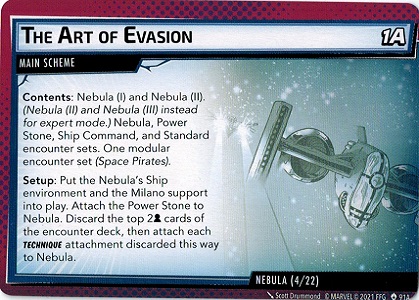 THE ART OF EVASION
1A
MAIN SCHEME
Contents: Nebula (I) and Nebula (II).
(Nebula (II) and Nebula (III) instead
for expert mode.) Nebula, Power
Stone, Ship Command, and Standard
encounter sets. One modular
encounter set (Space Pirates).
Setup: Put the Nebula's Ship
environment and the Milano support
into play. Attach the Power Stone to
Nebula. Discard the top 2 cards of
the encounter deck, then attach each
TECHNIQUE attachment discarded this way
to Nebula.
NEBULA (4/22)
Scott Drummond © MARVEL © 2021 FFG